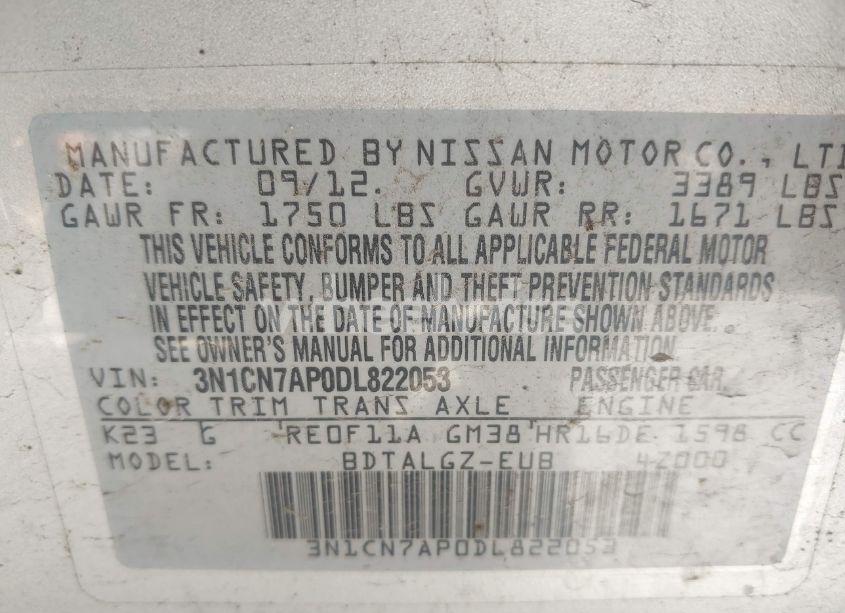 MANUFACTURED BY NISSAN MOTOR CO., LTD
DATE: 09/12. GVWR: 3389 LBS
GAWR FR: 1750 LBS GAWR RR: 1671 LBS
THIS VEHICLE CONFORMS TO ALL APPLICABLE FEDERAL MOTOR
VEHICLE SAFETY, BUMPER AND THEFT PREVENTION STANDARDS
IN EFFECT ON THE DATE OF MANUFACTURE SHOWN ABOVE.
SEE OWNER'S MANUAL FOR ADDITIONAL INFORMATION.
VIN: 3N1CN7AP0DL822053 PASSENGER CAR
COLOR TRIM TRANS AXLE ENGINE
K23 G RE0F11A GM38 HR16DE 1598 CC
MODEL: BDTALGZ-EUB 4Z000
3N1CN7AP0DL822053